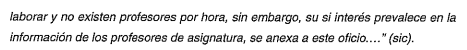 laborar y no existen profesores por hora, sin embargo, su si interés prevalece en la
información de los profesores de asignatura, se anexa a este oficio....” (sic).